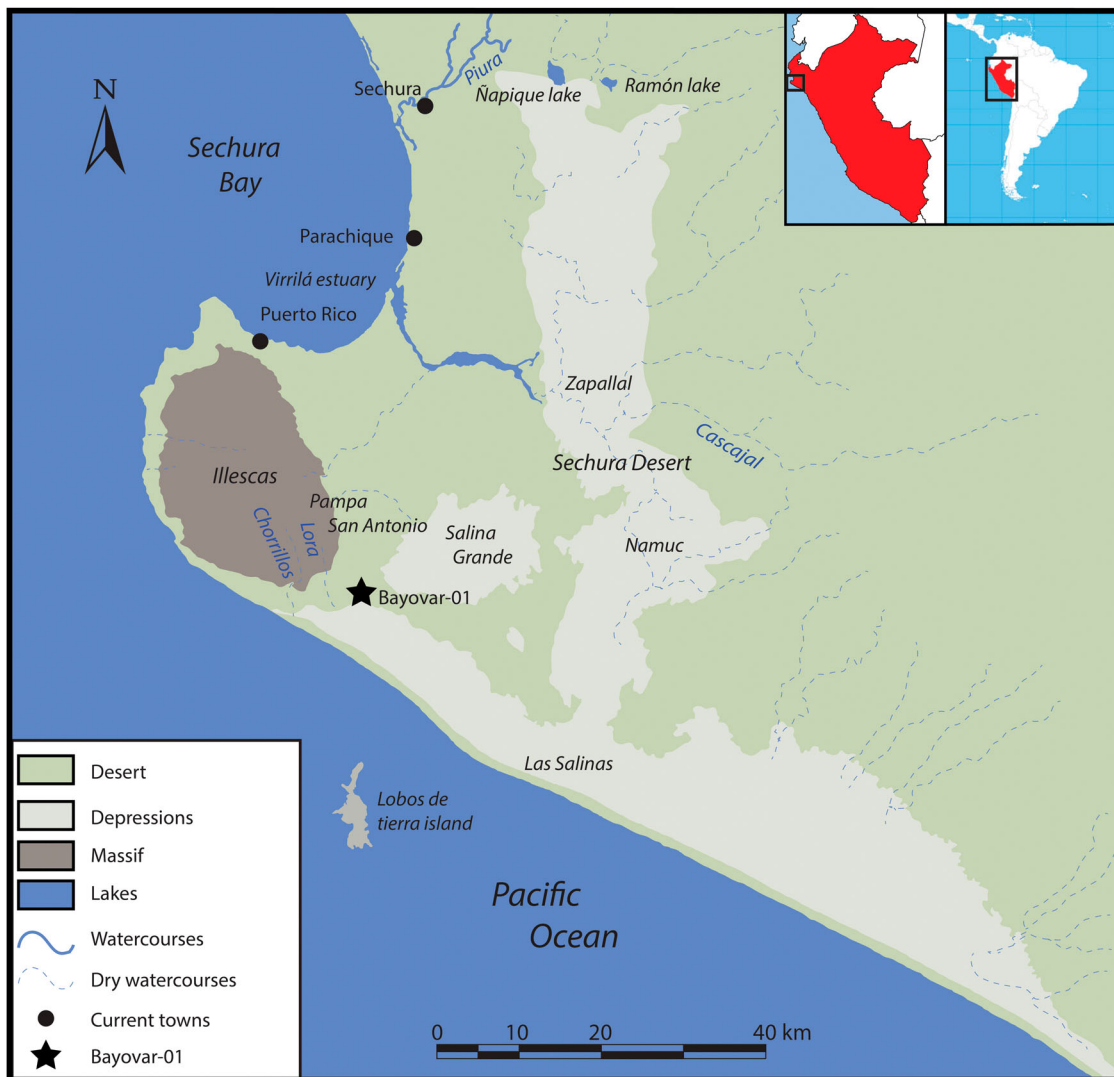 N
Sechura
Bay
Sechura
Piura
Ñapique lake
Ramón lake
Parachique
Virrilá estuary
Puerto Rico
Zapallal
Cascajal
Sechura Desert
Illescas
Pampa
San Antonio
Lora
Chorrillos
Salina
Grande
Namuc
Bayovar-01
Las Salinas
Lobos de
tierra island
Pacific
Ocean
Desert
Depressions
Massif
Lakes
Watercourses
Dry watercourses
Current towns
Bayovar-01
0 10 20 40 km